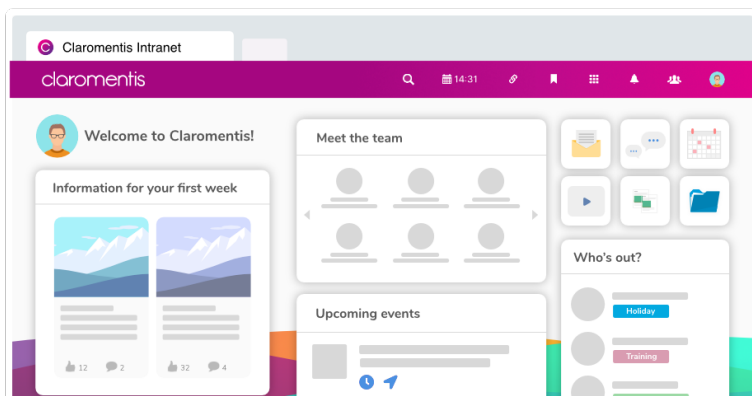 Claromentis Intranet
claromentis
14:31
Welcome to Claromentis!
Information for your first week
12
2
32
4
Meet the team
Upcoming events
Who's out?
Holiday
Training